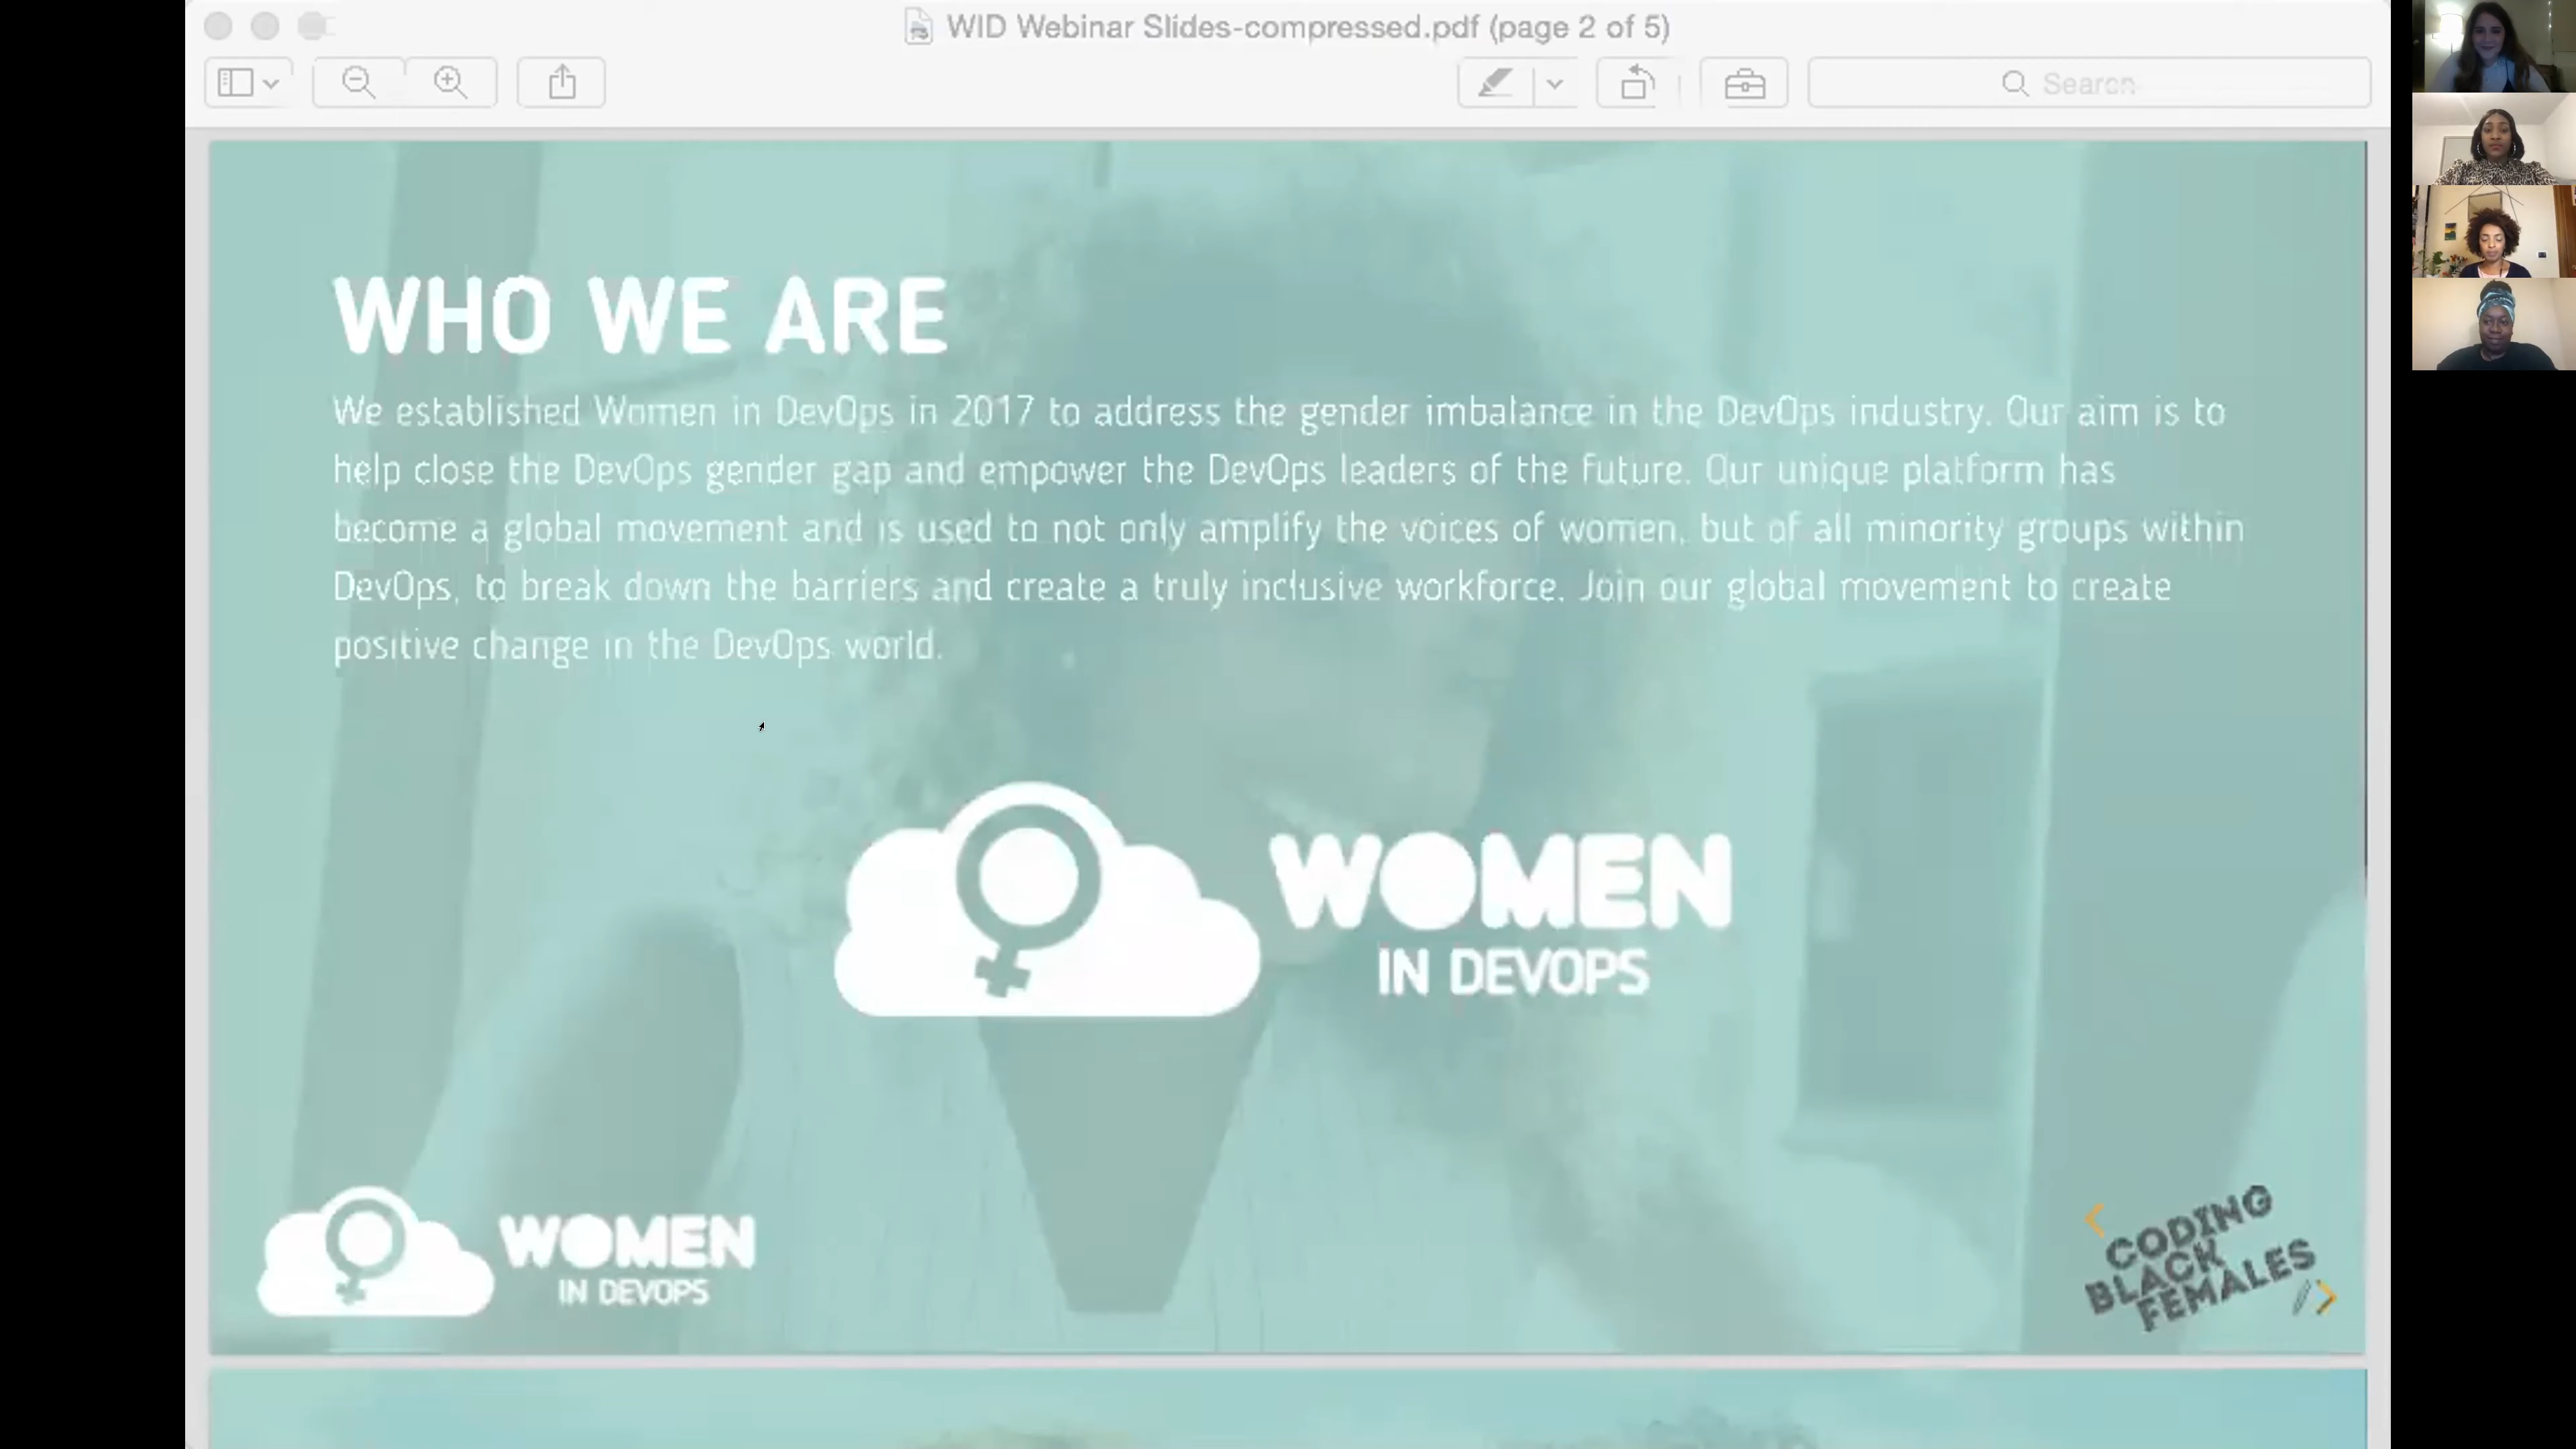 WID Webinar Slides-compressed.pdf (page 2 of 5)
Search
WHO WE ARE
We established Women in DevOps in 2017 to address the gender imbalance in the DevOps industry. Our aim is to
help close the DevOps gender gap and empower the DevOps leaders of the future. Our unique platform has
become a global movement and is used to not only amplify the voices of women, but of all minority groups within
DevOps, to break down the barriers and create a truly inclusive workforce. Join our global movement to create
positive change in the DevOps world.
WOMEN
IN DEVOPS
WOMEN
IN DEVOPS
CODING
BLACK
FEMALES